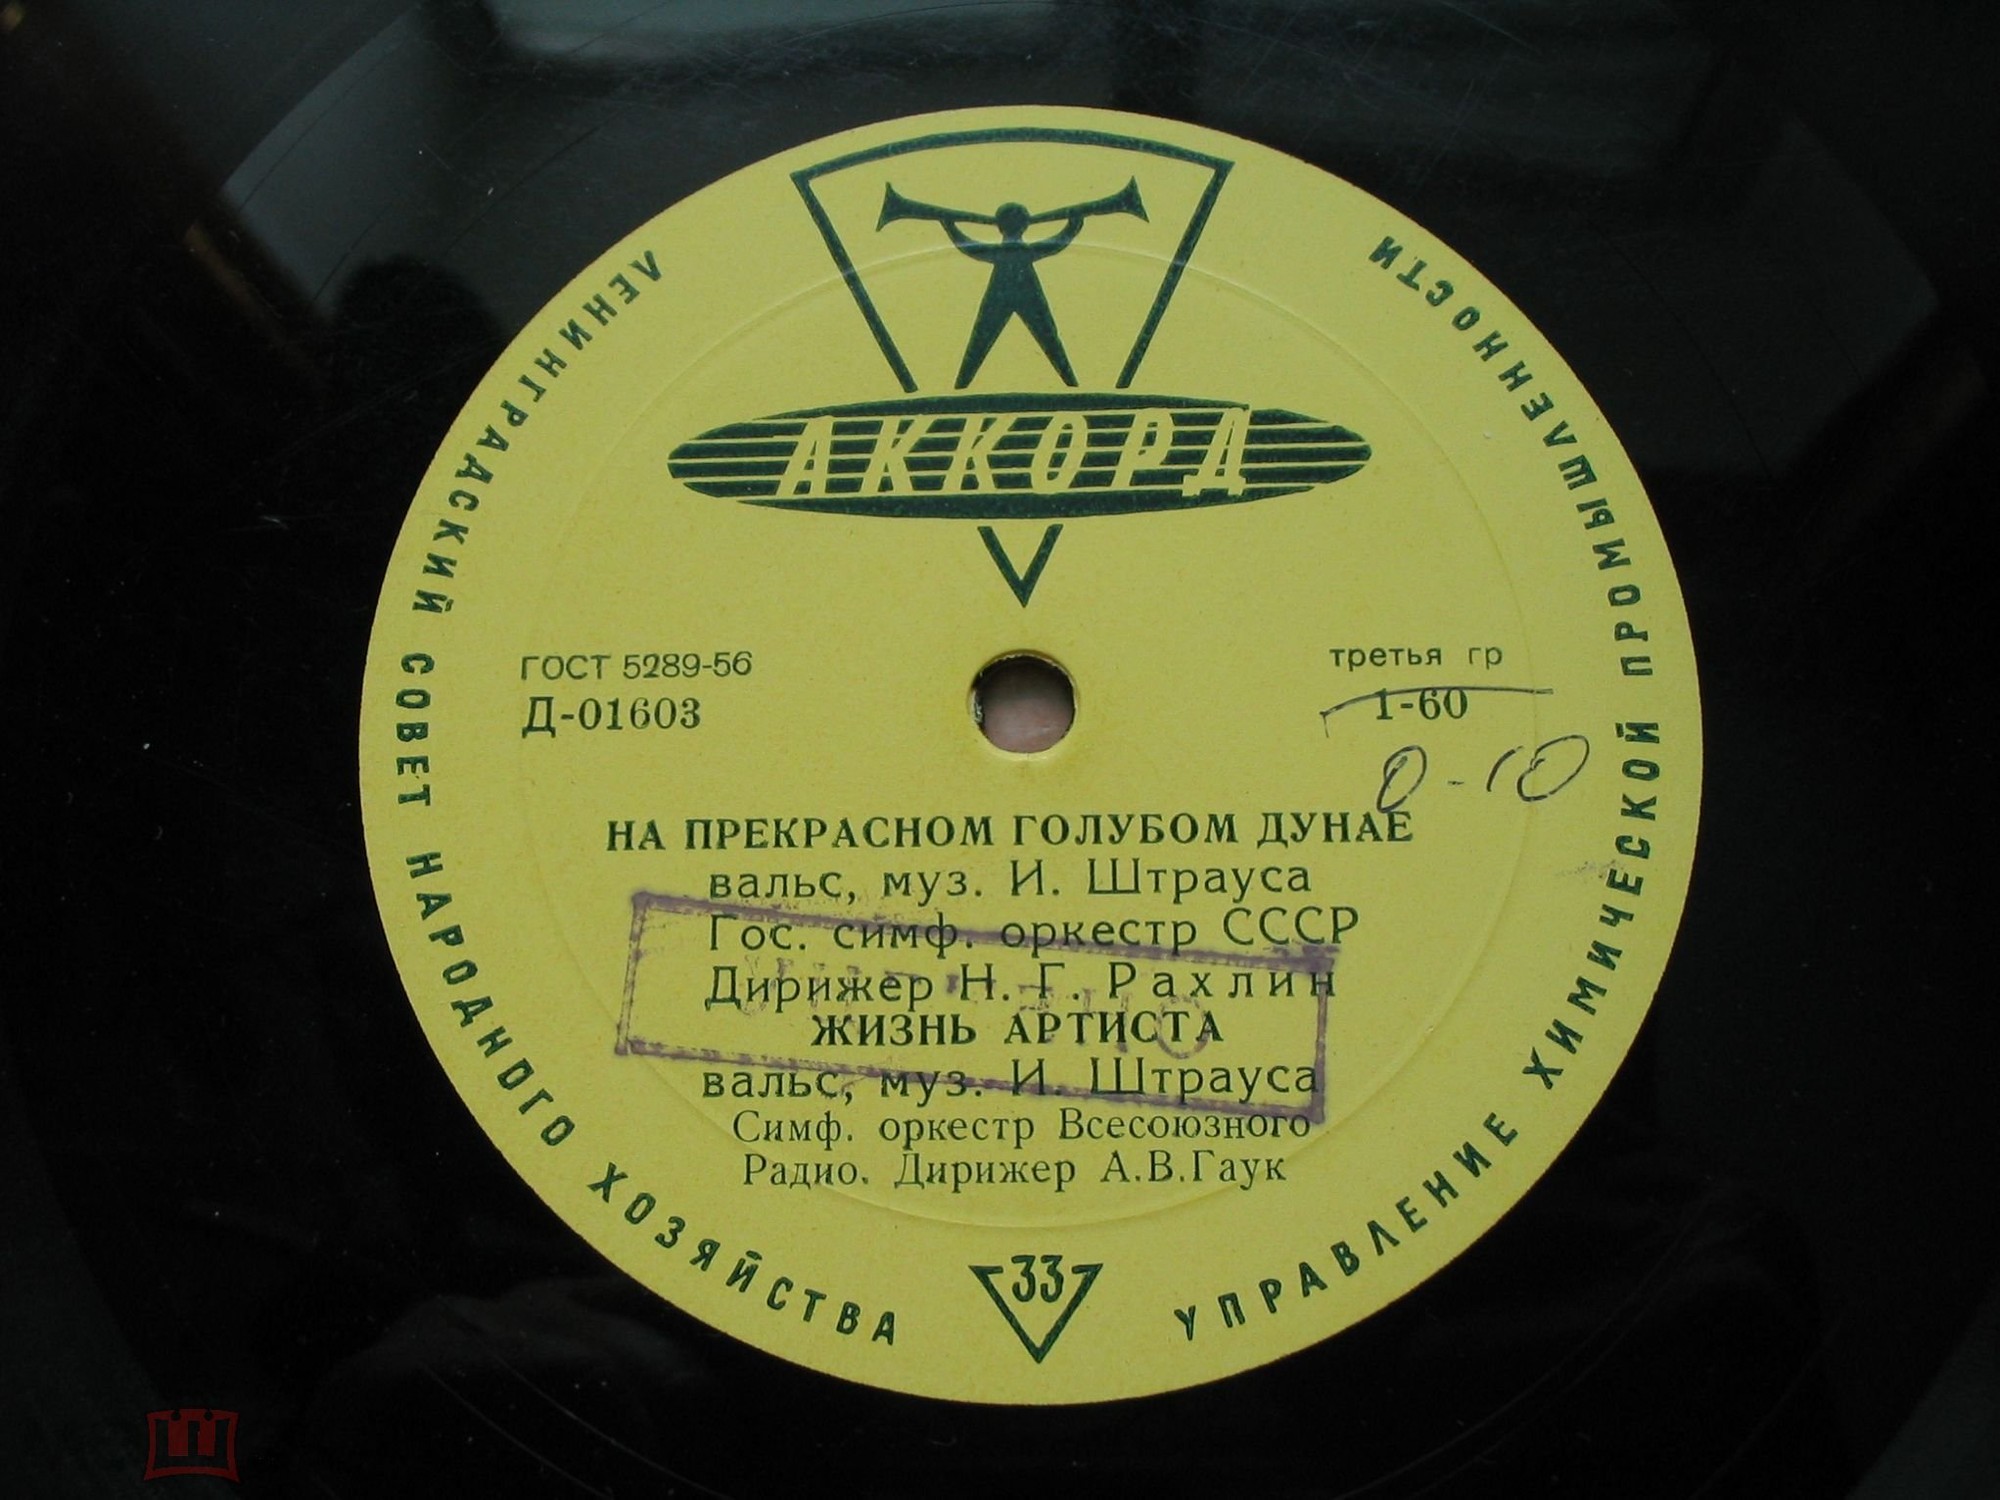 АККОРД
ЛЕНИНГРАДСКИЙ СОВЕТ НАРОДНОГО ХОЗЯЙСТВА
УПРАВЛЕНИЕ ХИМИЧЕСКОЙ ПРОМЫШЛЕННОСТИ
ГОСТ 5289-56
Д-01603
третья гр
1-60
0-10
НА ПРЕКРАСНОМ ГОЛУБОМ ДУНАЕ
вальс, муз. И. Штрауса
Гос. симф. оркестр СССР
Дирижер Н. Г. Рахлин
ЖИЗНЬ АРТИСТА
вальс, муз. И. Штрауса
Симф. оркестр Всесоюзного
Радио. Дирижер А.В.Гаук
33